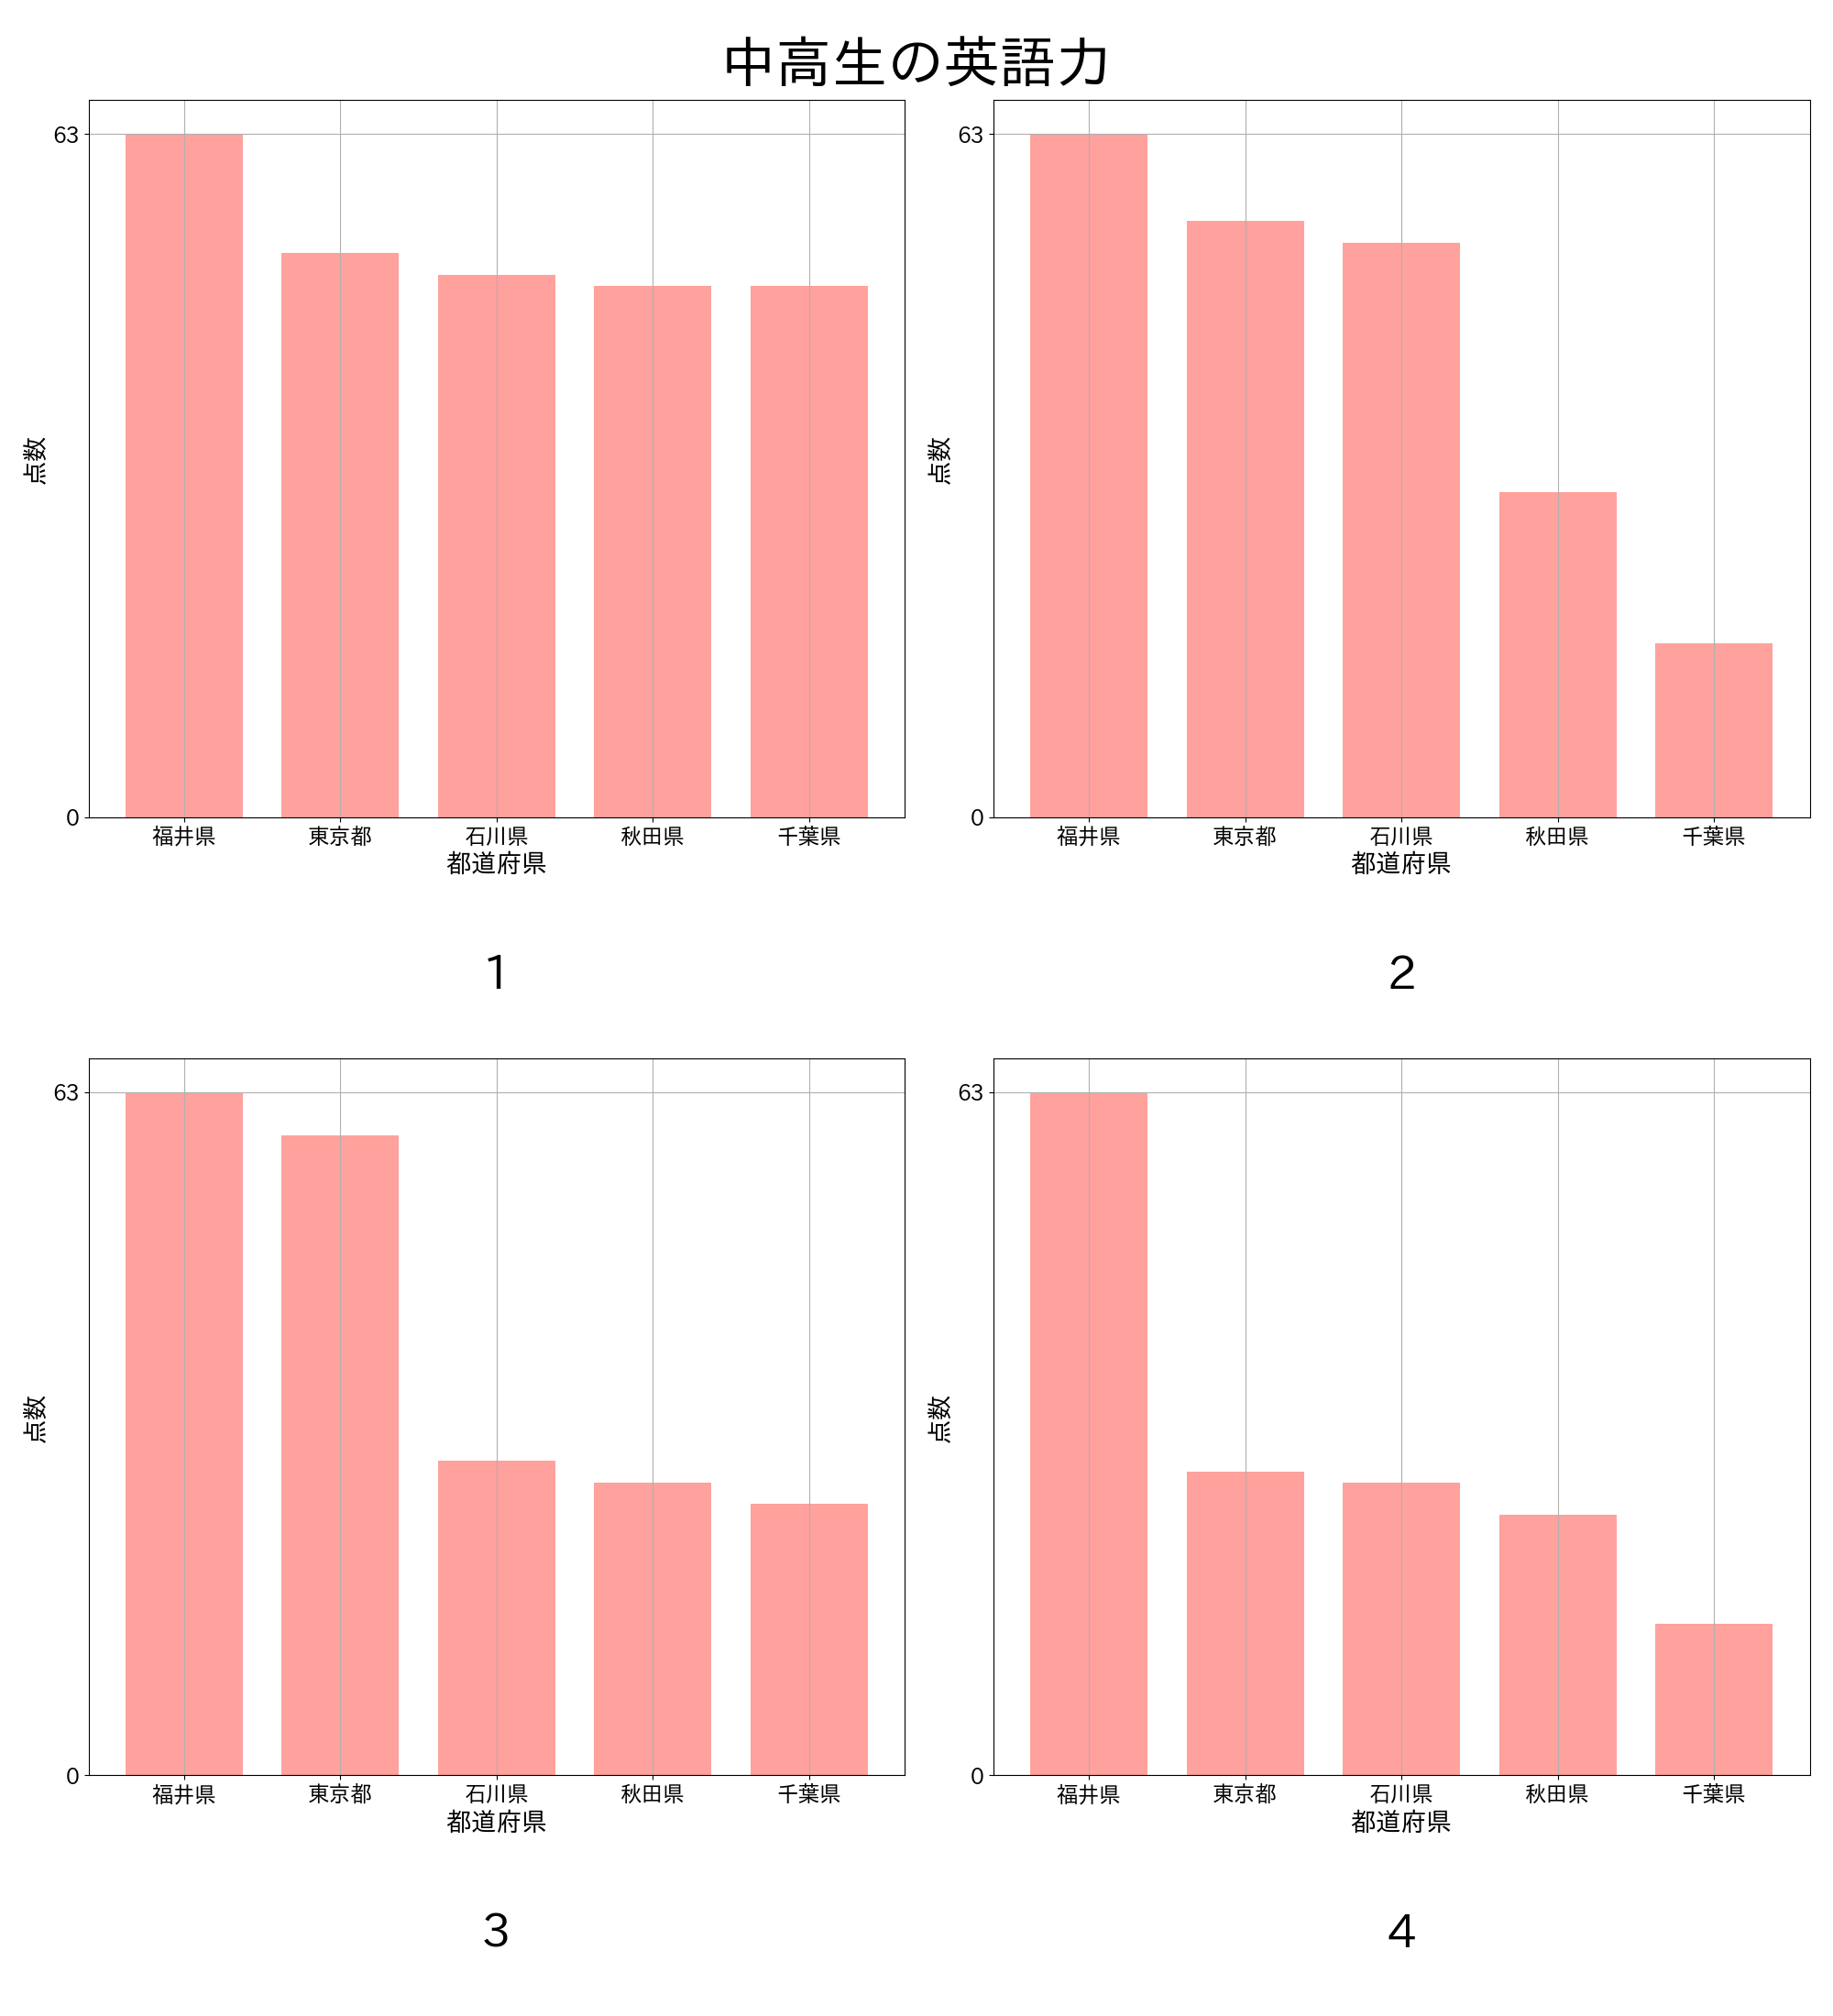 中高生の英語力
63
0
点数
福井県 東京都 石川県 秋田県 千葉県
都道府県
1
63
0
点数
福井県 東京都 石川県 秋田県 千葉県
都道府県
2
63
0
点数
福井県 東京都 石川県 秋田県 千葉県
都道府県
3
63
0
点数
福井県 東京都 石川県 秋田県 千葉県
都道府県
4